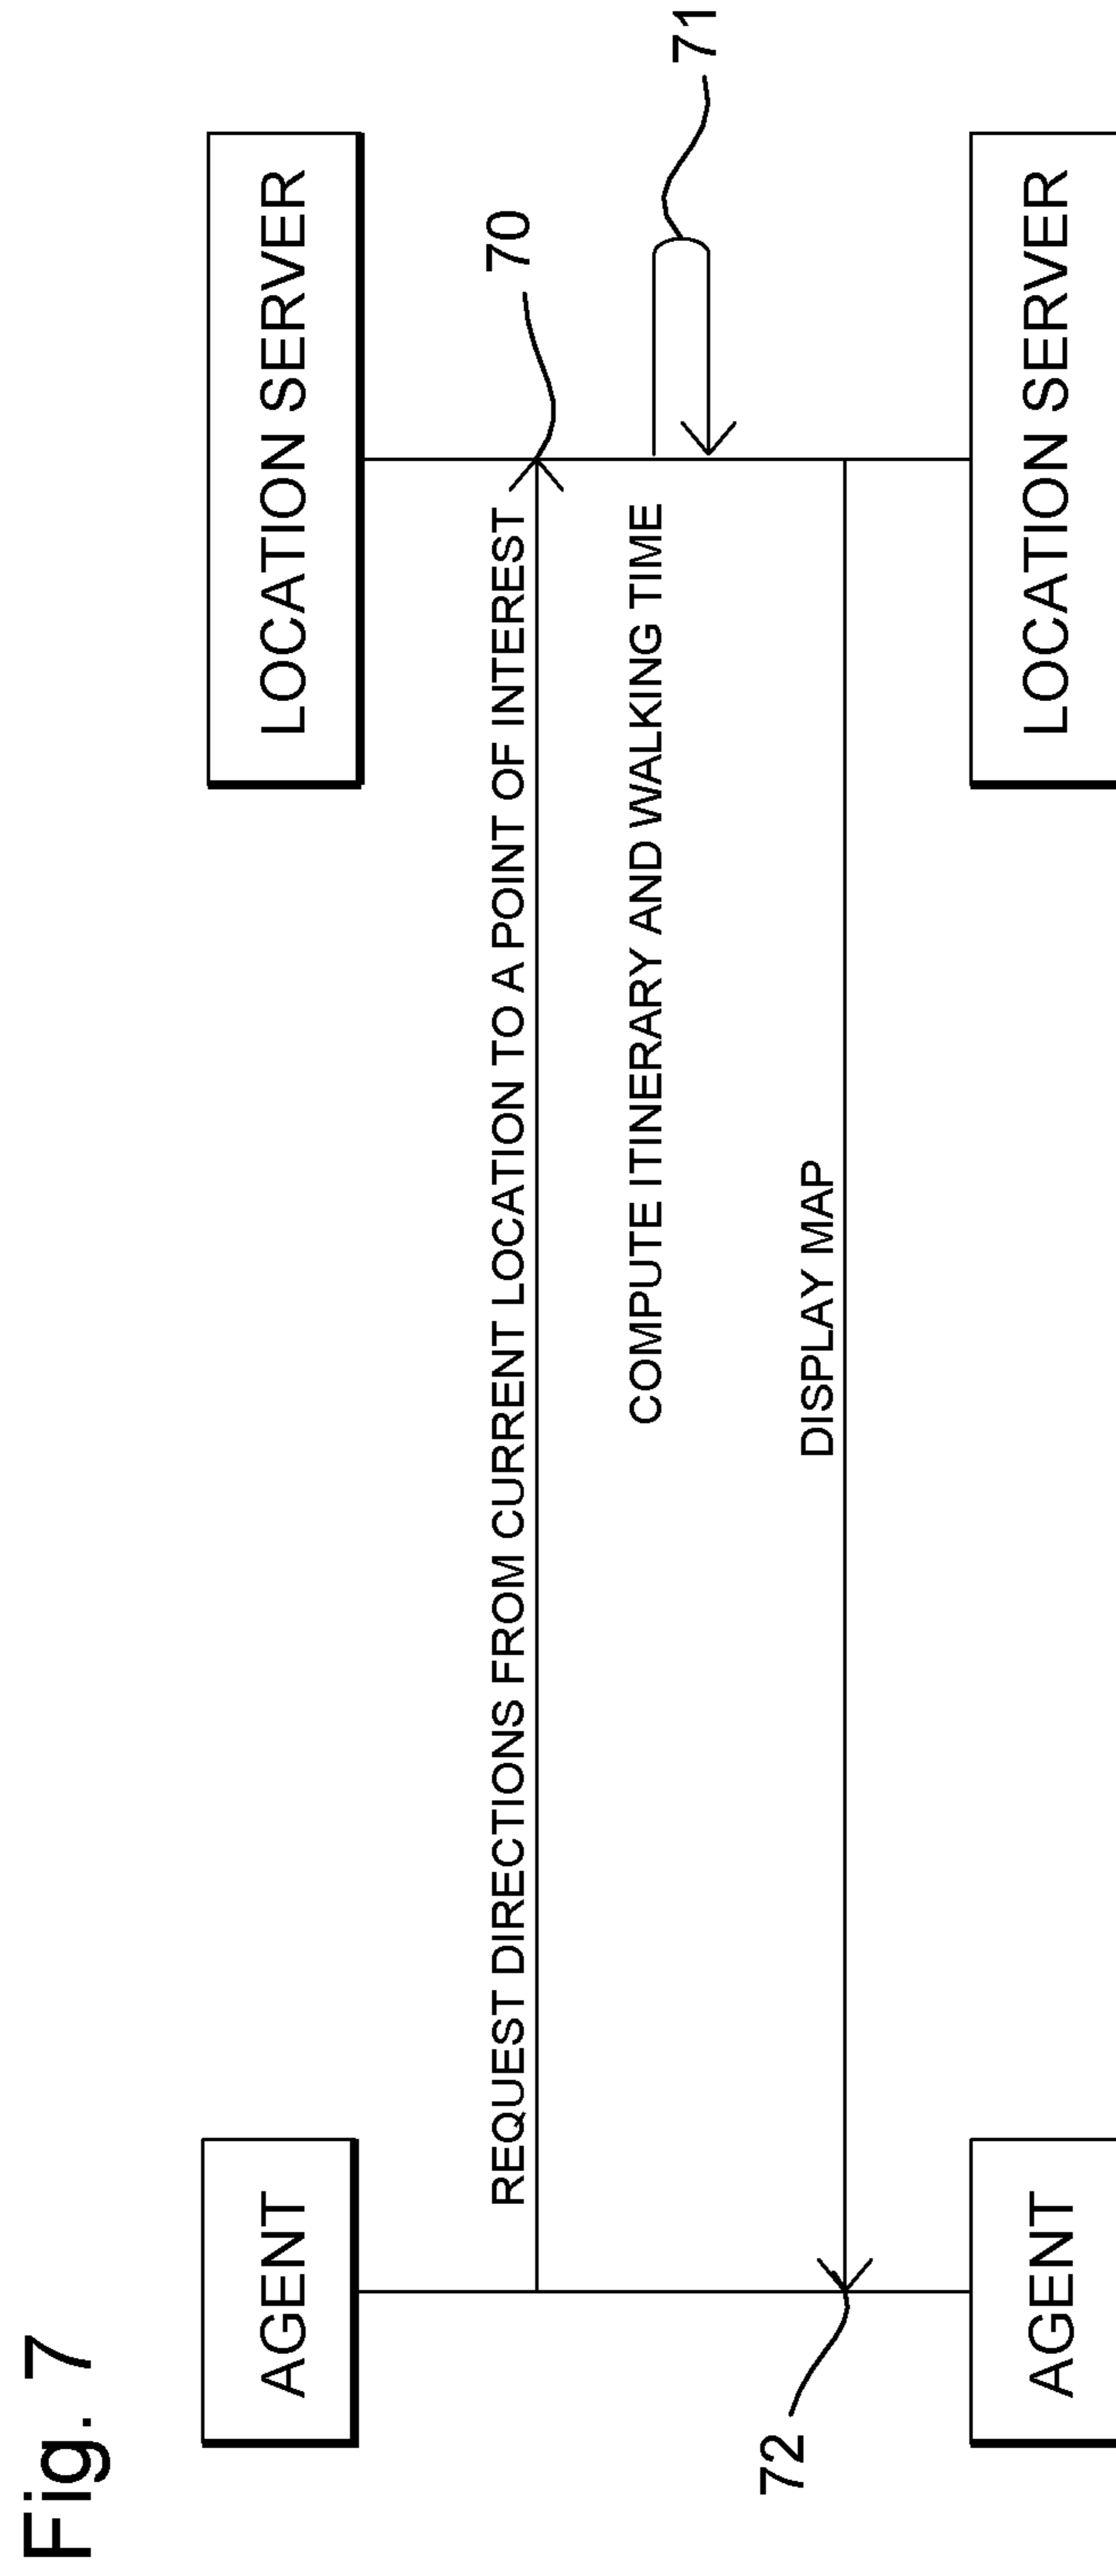 Fig. 7
AGENT
LOCATION SERVER
REQUEST DIRECTIONS FROM CURRENT LOCATION TO A POINT OF INTEREST
70
COMPUTE ITINERARY AND WALKING TIME
71
DISPLAY MAP
72
AGENT
LOCATION SERVER